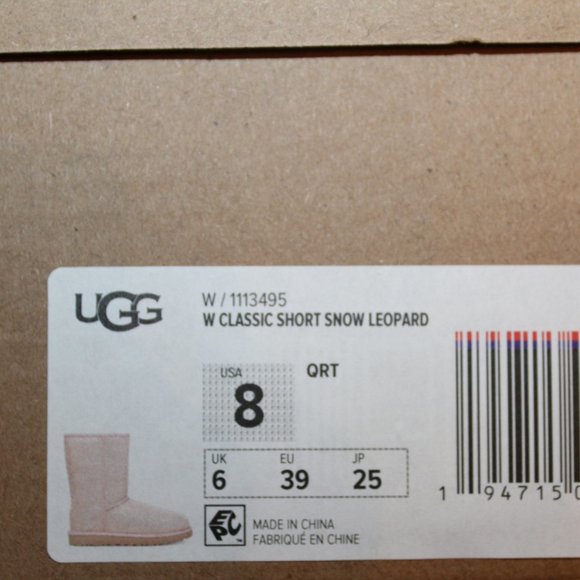 UGG
W / 1113495
W CLASSIC SHORT SNOW LEOPARD
USA
8
QRT
UK EU JP
6 39 25
1 94715
EPC
MADE IN CHINA
FABRIQUÉ EN CHINE